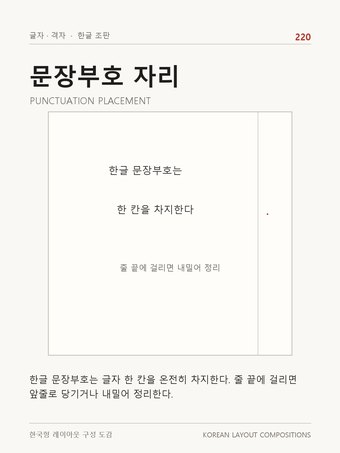 글자 · 격자 · 한글 조판
220
문장부호 자리
PUNCTUATION PLACEMENT
한글 문장부호는
한 칸을 차지한다
.
줄 끝에 걸리면 내밀어 정리
한글 문장부호는 글자 한 칸을 온전히 차지한다. 줄 끝에 걸리면
앞줄로 당기거나 내밀어 정리한다.
한국형 레이아웃 구성 도감
KOREAN LAYOUT COMPOSITIONS